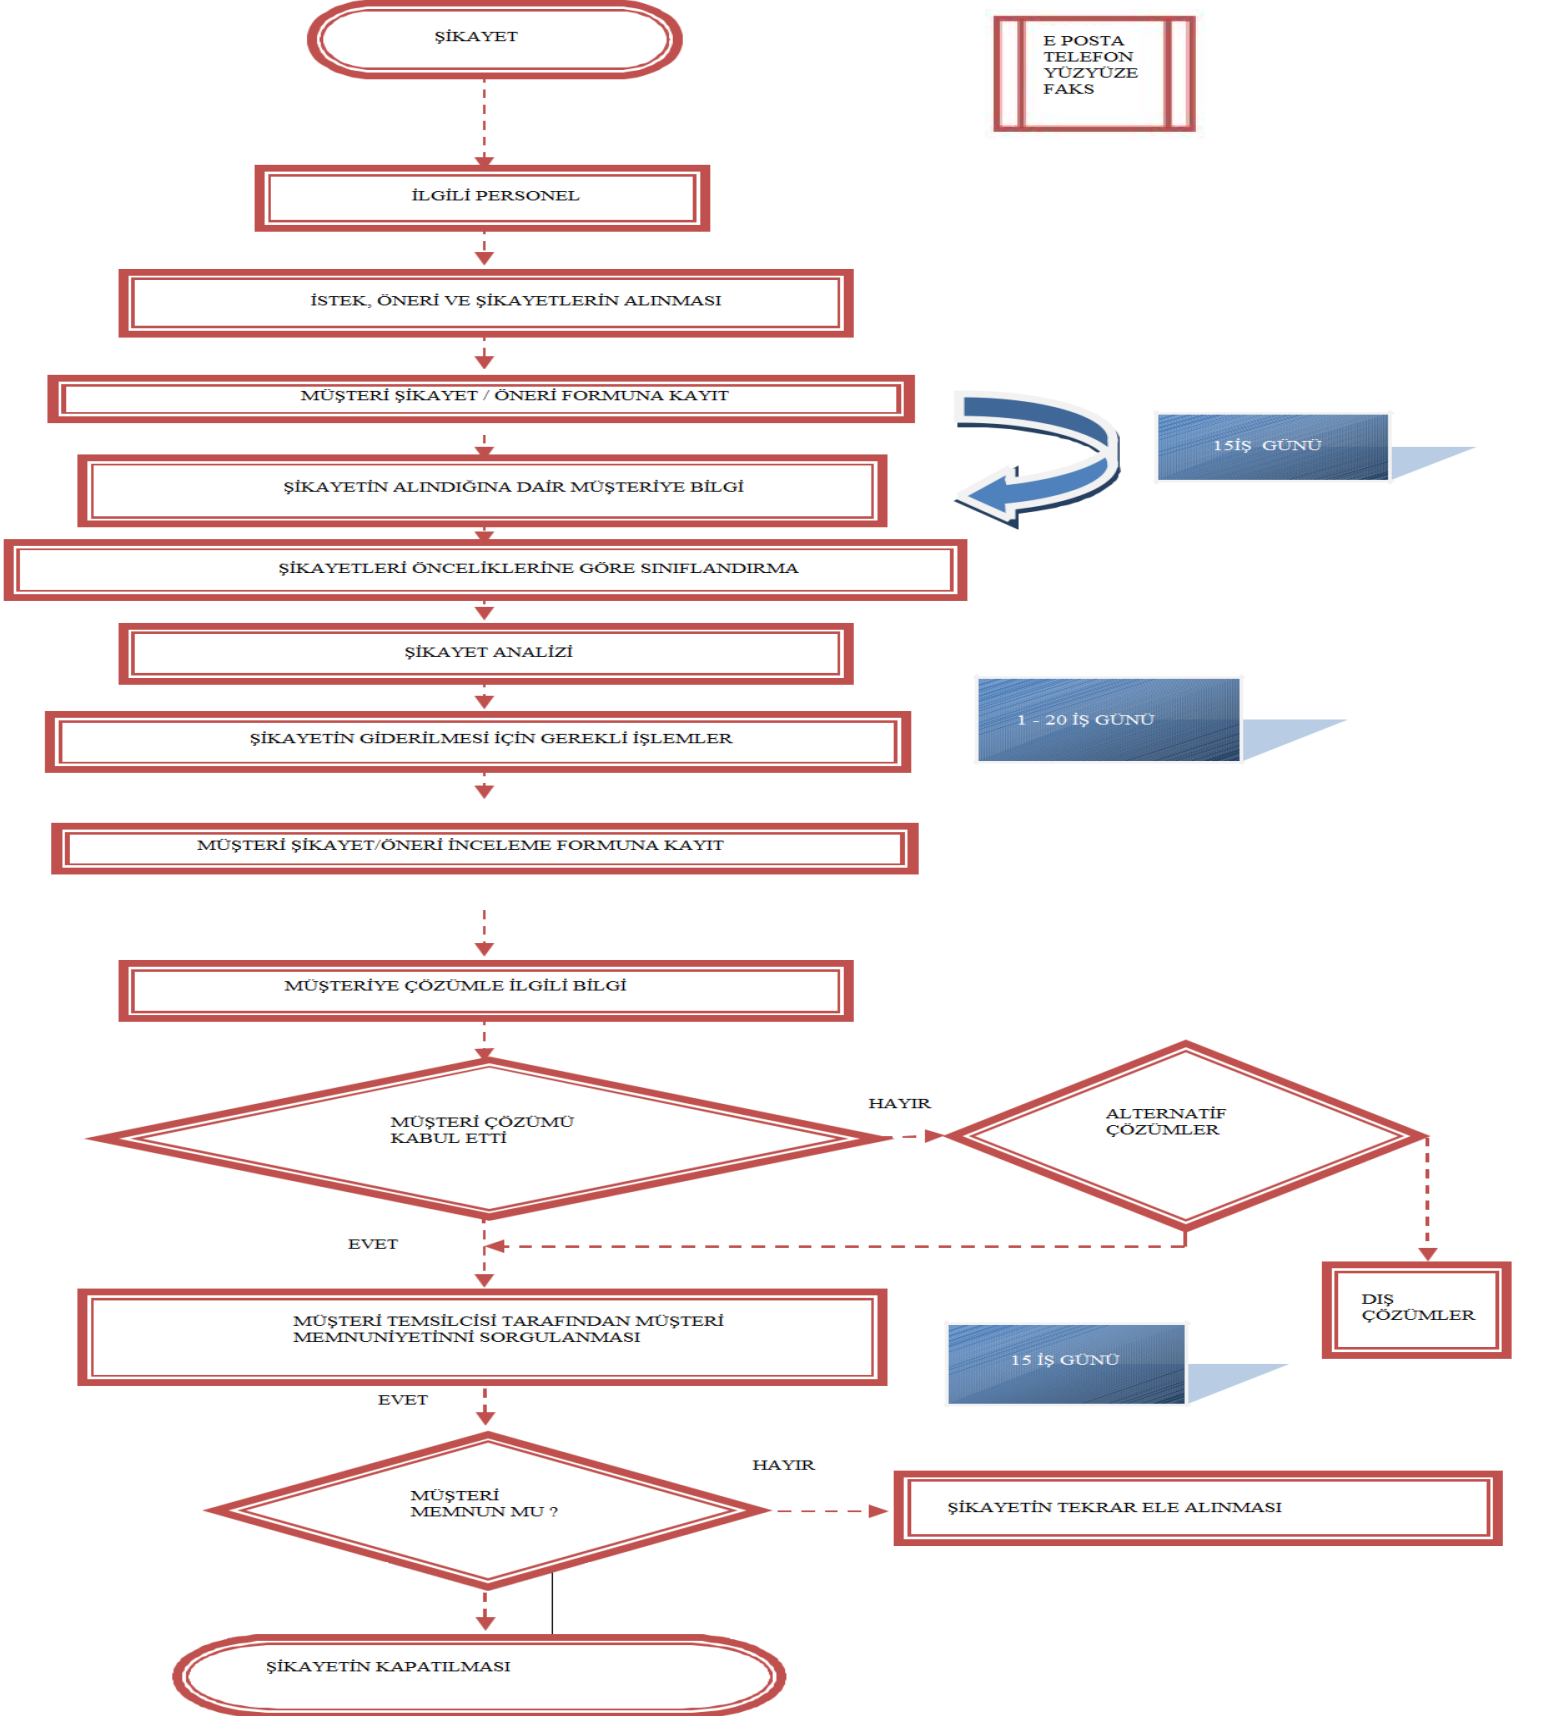 ŞİKAYET
E POSTA
TELEFON
YÜZYÜZE
FAKS
İLGİLİ PERSONEL
İSTEK, ÖNERİ VE ŞİKAYETLERİN ALINMASI
MÜŞTERİ ŞİKAYET / ÖNERİ FORMUNA KAYIT
15İŞ GÜNÜ
ŞİKAYETİN ALINDIĞINA DAİR MÜŞTERİYE BİLGİ
ŞİKAYETLERİ ÖNCELİKLERİNE GÖRE SINIFLANDIRMA
ŞİKAYET ANALİZİ
1 - 20 İŞ GÜNÜ
ŞİKAYETİN GİDERİLMESİ İÇİN GEREKLİ İŞLEMLER
MÜŞTERİ ŞİKAYET/ÖNERİ İNCELEME FORMUNA KAYIT
MÜŞTERİYE ÇÖZÜMLE İLGİLİ BİLGİ
MÜŞTERİ ÇÖZÜMÜ
KABUL ETTİ
HAYIR
ALTERNATİF
ÇÖZÜMLER
EVET
DIŞ
ÇÖZÜMLER
MÜŞTERİ TEMSİLCİSİ TARAFINDAN MÜŞTERİ
MEMNUNİYETİNNİ SORGULANMASI
15 İŞ GÜNÜ
EVET
MÜŞTERİ
MEMNUN MU ?
HAYIR
ŞİKAYETİN TEKRAR ELE ALINMASI
ŞİKAYETİN KAPATILMASI